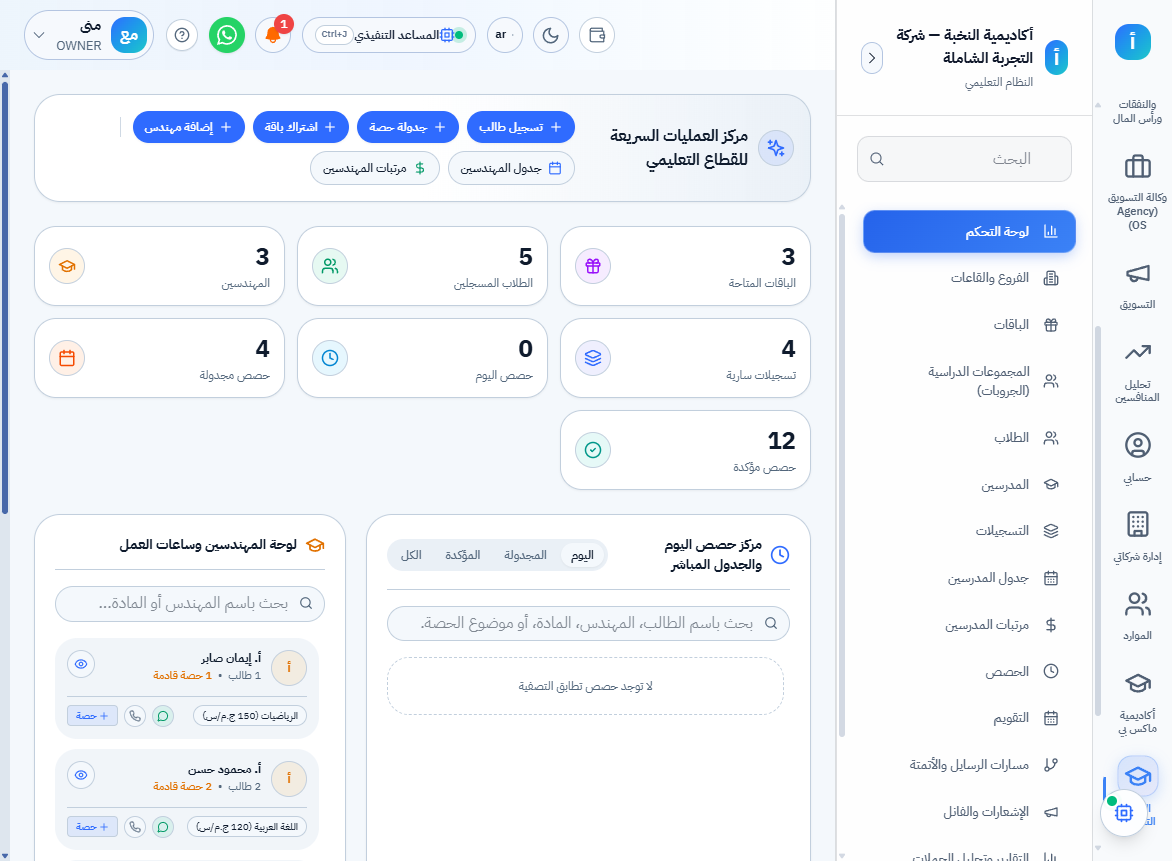 أ
والنفقات
ورأس المال
وكالة التسويق
(Agency
OS)
التسويق
تحليل
المنافسين
حسابي
إدارة شركاتي
الموارد
أكاديمية
ماكس بي
أ
أكاديمية النخبة — شركة
التجربة الشاملة
النظام التعليمي
البحث
لوحة التحكم
الفروع والقاعات
الباقات
المجموعات الدراسية
(الجروبات)
الطلاب
المدرسين
التسجيلات
جدول المدرسين
مرتبات المدرسين
الحصص
التقويم
مسارات الرسايل والأتمتة
الإشعارات والفانل
التقارير وتحليل الحملات
ar
المساعد التنفيذي Ctrl+J
1
مع
منى
OWNER
مركز العمليات السريعة
للقطاع التعليمي
+ تسجيل طالب
+ جدولة حصة
+ اشتراك باقة
+ إضافة مهندس
جدول المهندسين
$ مرتبات المهندسين
3
الباقات المتاحة
5
الطلاب المسجلين
3
المهندسين
4
تسجيلات سارية
0
حصص اليوم
4
حصص مجدولة
12
حصص مؤكدة
مركز حصص اليوم
والجدول المباشر
اليوم
المجدولة
المؤكدة
الكل
بحث باسم الطالب، المهندس، المادة، أو موضوع الحصة.
لا توجد حصص تطابق التصفية
لوحة المهندسين وساعات العمل
بحث باسم المهندس أو المادة...
أ
أ. إيمان صابر
1 طالب • 1 حصة قادمة
الرياضيات (150 ج.م/س)
+ حصة
أ
أ. محمود حسن
2 طالب • 2 حصة قادمة
اللغة العربية (120 ج.م/س)
+ حصة